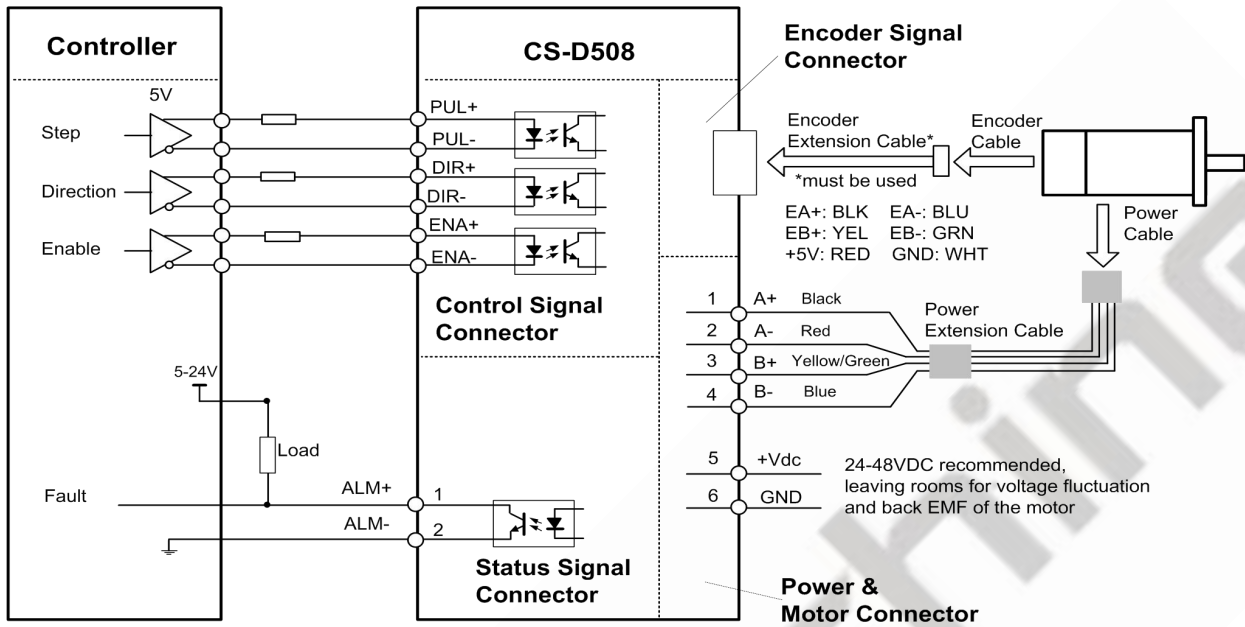 Controller
5V
Step
Direction
Enable
5-24V
Load
Fault
CS-D508
PUL+
PUL-
DIR+
DIR-
ENA+
ENA-
Control Signal
Connector
ALM+
1
ALM-
2
Status Signal
Connector
Encoder Signal
Connector
Encoder
Extension Cable*
*must be used
Encoder
Cable
EA+: BLK EA-: BLU
EB+: YEL EB-: GRN
+5V: RED GND: WHT
Power
Cable
1 A+ Black
2 A- Red
3 B+ Yellow/Green
4 B- Blue
Power
Extension Cable
5 +Vdc
6 GND
24-48VDC recommended,
leaving rooms for voltage fluctuation
and back EMF of the motor
Power &
Motor Connector